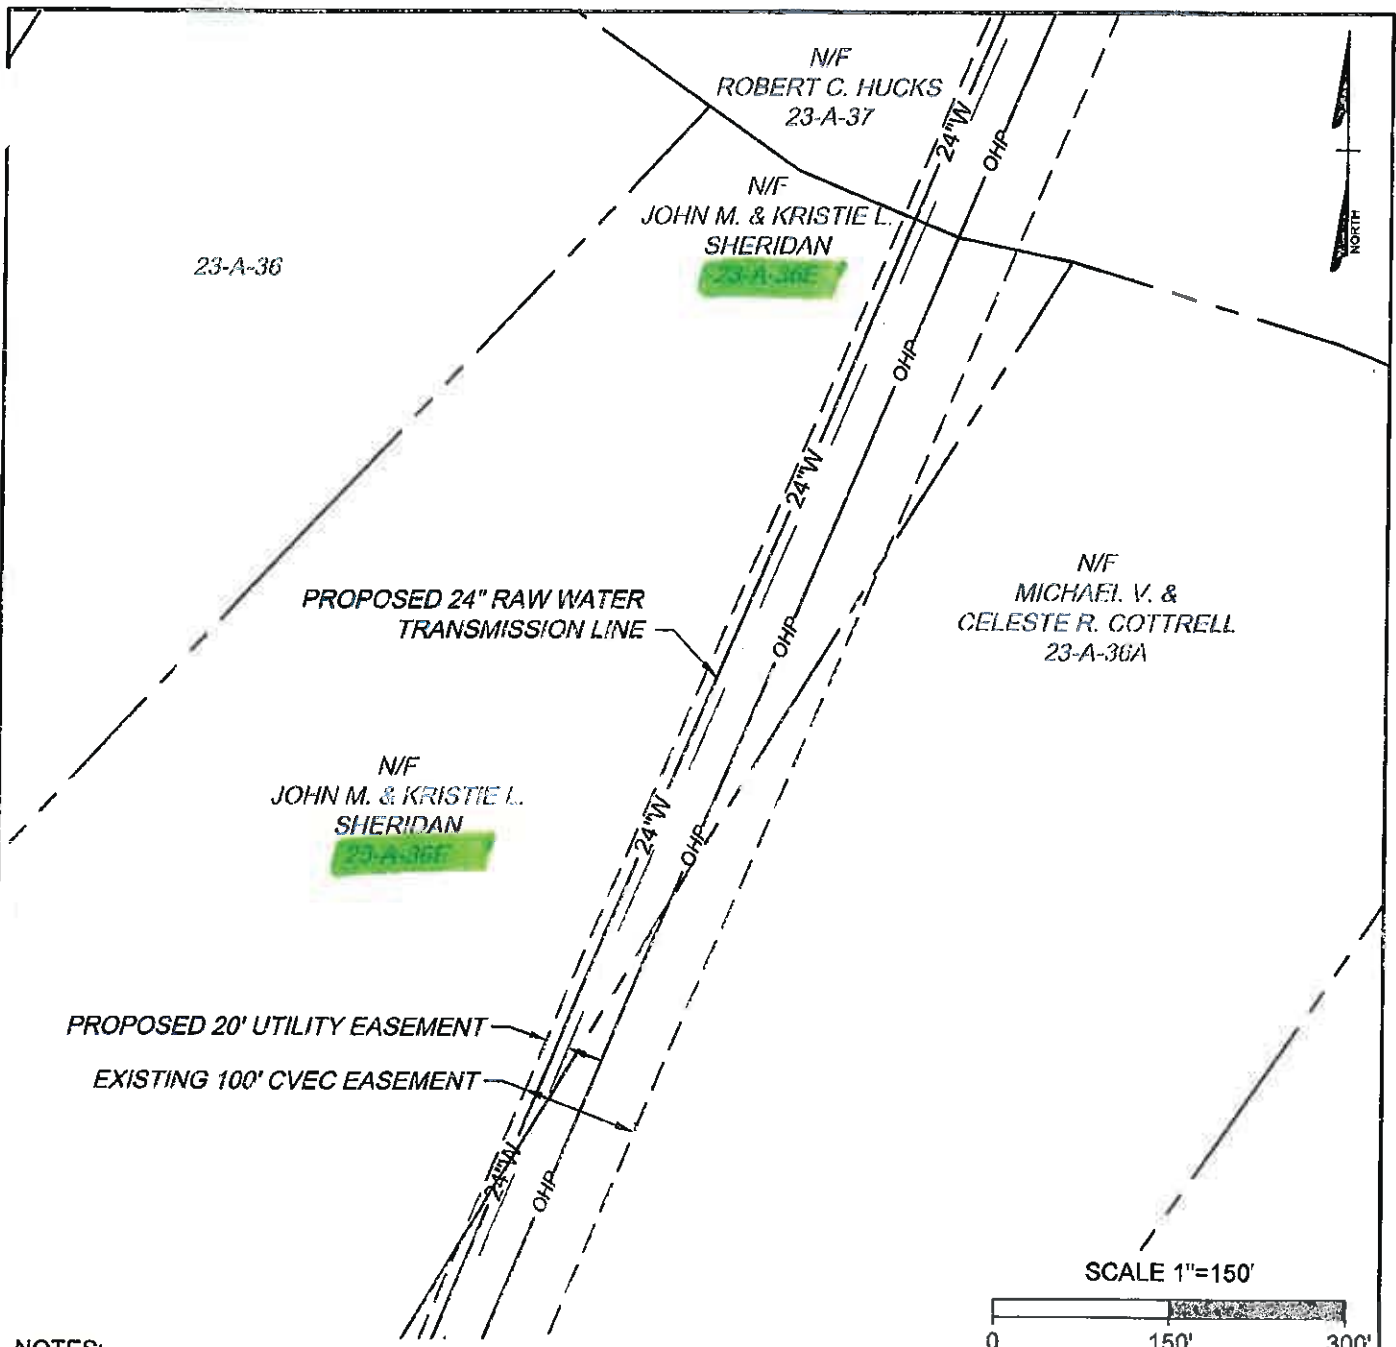 N/F
ROBERT C. HUCKS
23-A-37
N/F
JOHN M. & KRISTIE L.
SHERIDAN
23-A-36E
23-A-36
NORTH
24"W
OHP
OHP
24"W
N/F
MICHAEL V. &
CELESTE R. COTTRELL
23-A-36A
PROPOSED 24" RAW WATER
TRANSMISSION LINE
OHP
N/F
JOHN M. & KRISTIE L.
SHERIDAN
24"W
OHP
PROPOSED 20' UTILITY EASEMENT
EXISTING 100' CVEC EASEMENT
24"W
OHP
SCALE 1"=150'
0 150' 300'
NOTES: